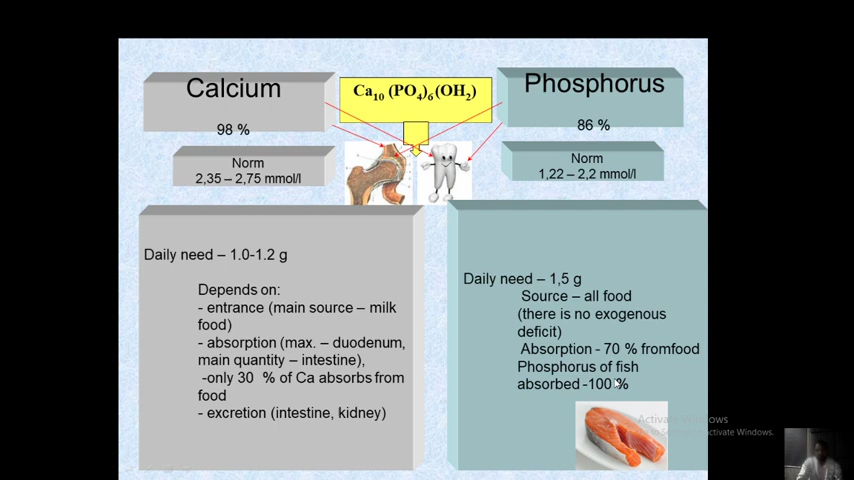 Calcium
98 %
Ca10 (PO4)6 (OH2)
Phosphorus
86 %
Norm
2,35 – 2,75 mmol/l
Norm
1,22 – 2,2 mmol/l
Daily need – 1.0-1.2 g
Depends on:
- entrance (main source – milk
food)
- absorption (max. – duodenum,
main quantity – intestine),
-only 30 % of Ca absorbs from
food
- excretion (intestine, kidney)
Daily need – 1,5 g
Source – all food
(there is no exogenous
deficit)
Absorption - 70 % fromfood
Phosphorus of fish
absorbed -100 %
Activate Windows
activate Windows.